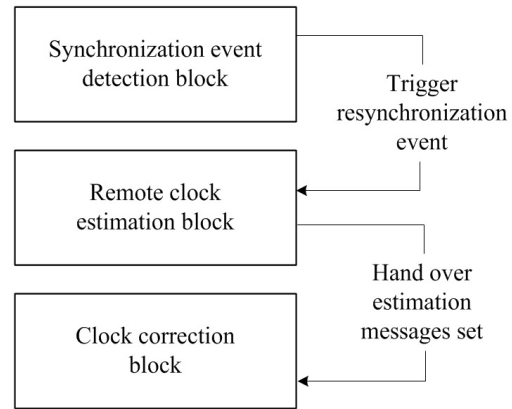 Synchronization event
detection block
Trigger
resynchronization
event
Remote clock
estimation block
Hand over
estimation
messages set
Clock correction
block